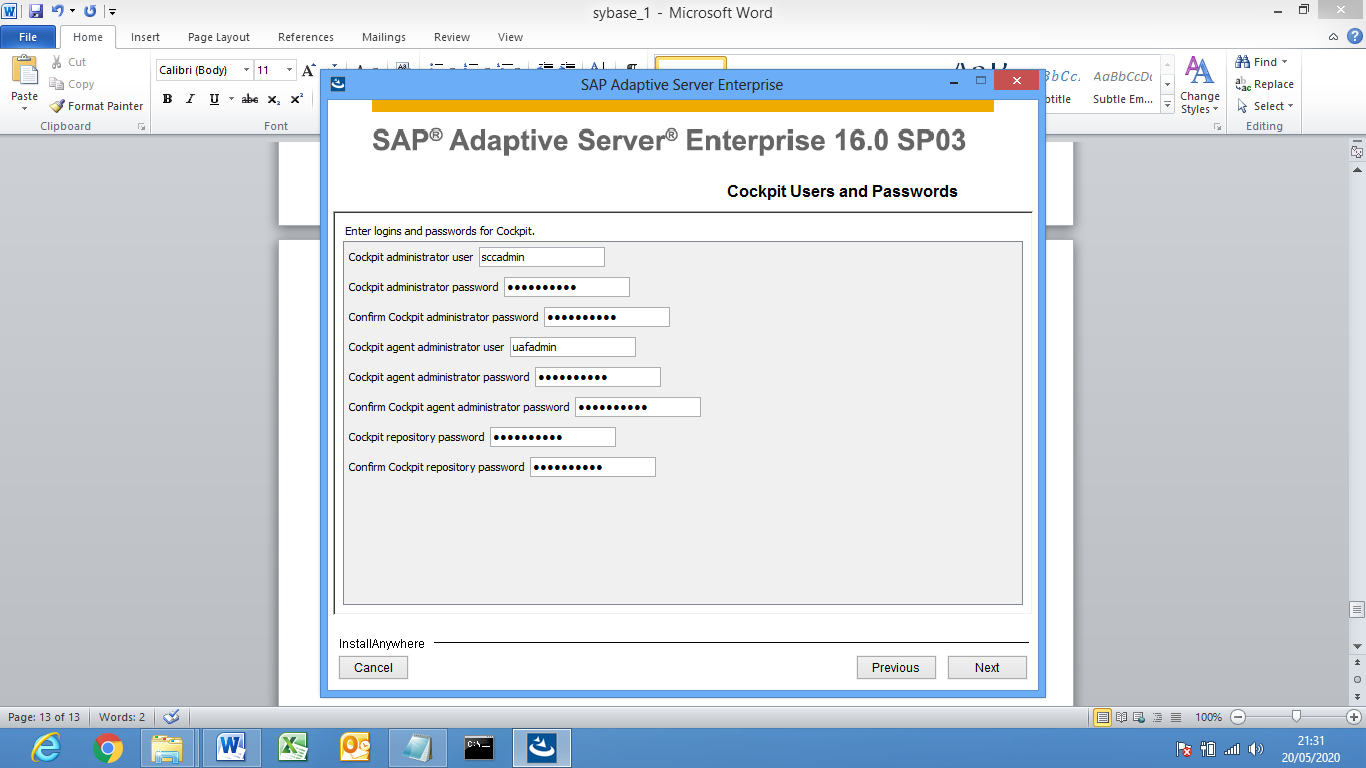 sybase_1 - Microsoft Word
File Home Insert Page Layout References Mailings Review View
Paste
Cut
Copy
Format Painter
Clipboard
Calibri (Body) 11
B I U abc x₂ x²
Font
AaBbCcDc
Subtle Em...
Change
Styles
Find
Replace
Select
Editing
SAP Adaptive Server Enterprise
SAP® Adaptive Server® Enterprise 16.0 SP03
Cockpit Users and Passwords
Enter logins and passwords for Cockpit.
Cockpit administrator user sccadmin
Cockpit administrator password ••••••••••
Confirm Cockpit administrator password ••••••••••
Cockpit agent administrator user uafadmin
Cockpit agent administrator password ••••••••••
Confirm Cockpit agent administrator password ••••••••••
Cockpit repository password ••••••••••
Confirm Cockpit repository password ••••••••••
InstallAnywhere
Cancel Previous Next
Page: 13 of 13 Words: 2 100%
21:31
20/05/2020